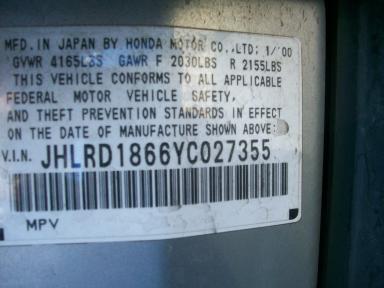 MFD.IN JAPAN BY HONDA MOTOR CO.,LTD: 1/'00
GVWR 4165LBS GAWR F 2030LBS R 2155LBS
THIS VEHICLE CONFORMS TO ALL APPLICABLE
FEDERAL MOTOR VEHICLE SAFETY,
AND THEFT PREVENTION STANDARDS IN EFFECT
ON THE DATE OF MANUFACTURE SHOWN ABOVE:
V.I.N. JHLRD1866YC027355
MPV